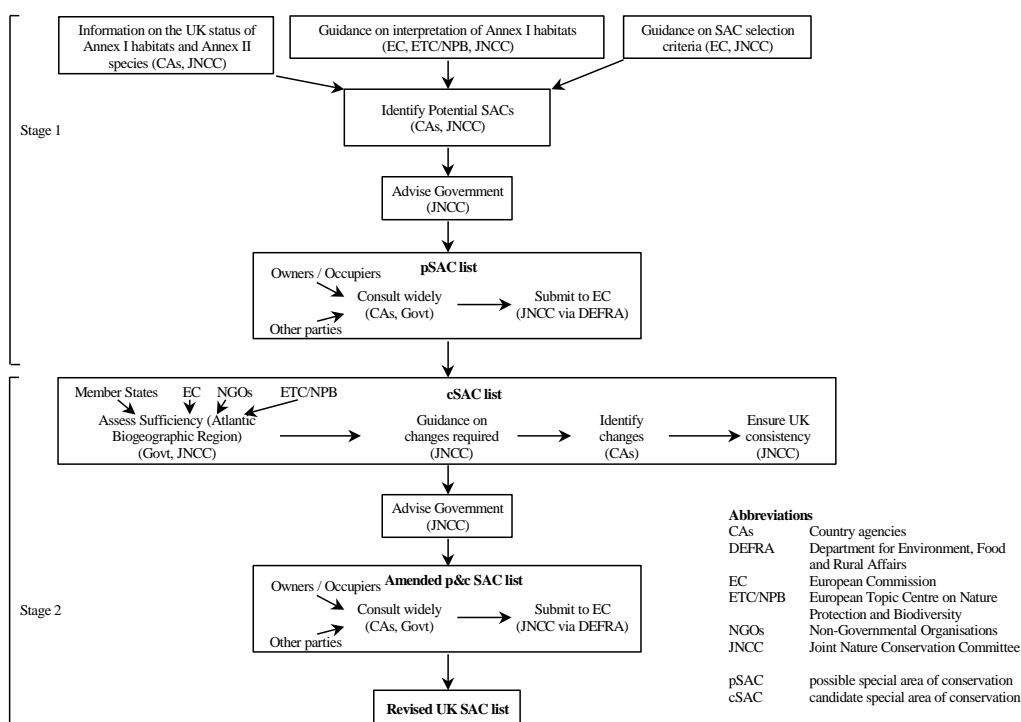 Information on the UK status of
Annex I habitats and Annex II
species (CAs, JNCC)
Guidance on interpretation of Annex I habitats
(EC, ETC/NPB, JNCC)
Guidance on SAC selection
criteria (EC, JNCC)
Stage 1
Identify Potential SACs
(CAs, JNCC)
Advise Government
(JNCC)
pSAC list
Owners / Occupiers
Consult widely
(CAs, Govt)
Submit to EC
(JNCC via DEFRA)
Other parties
Stage 2
cSAC list
Member States
EC
NGOs
ETC/NPB
Assess Sufficiency (Atlantic
Biogeographic Region)
(Govt, JNCC)
Guidance on
changes required
(JNCC)
Identify
changes
(CAs)
Ensure UK
consistency
(JNCC)
Advise Government
(JNCC)
Amended p&c SAC list
Owners / Occupiers
Consult widely
(CAs, Govt)
Submit to EC
(JNCC via DEFRA)
Other parties
Revised UK SAC list
Abbreviations
CAs Country agencies
DEFRA Department for Environment, Food
and Rural Affairs
EC European Commission
ETC/NPB European Topic Centre on Nature
Protection and Biodiversity
NGOs Non-Governmental Organisations
JNCC Joint Nature Conservation Committee
pSAC possible special area of conservation
cSAC candidate special area of conservation